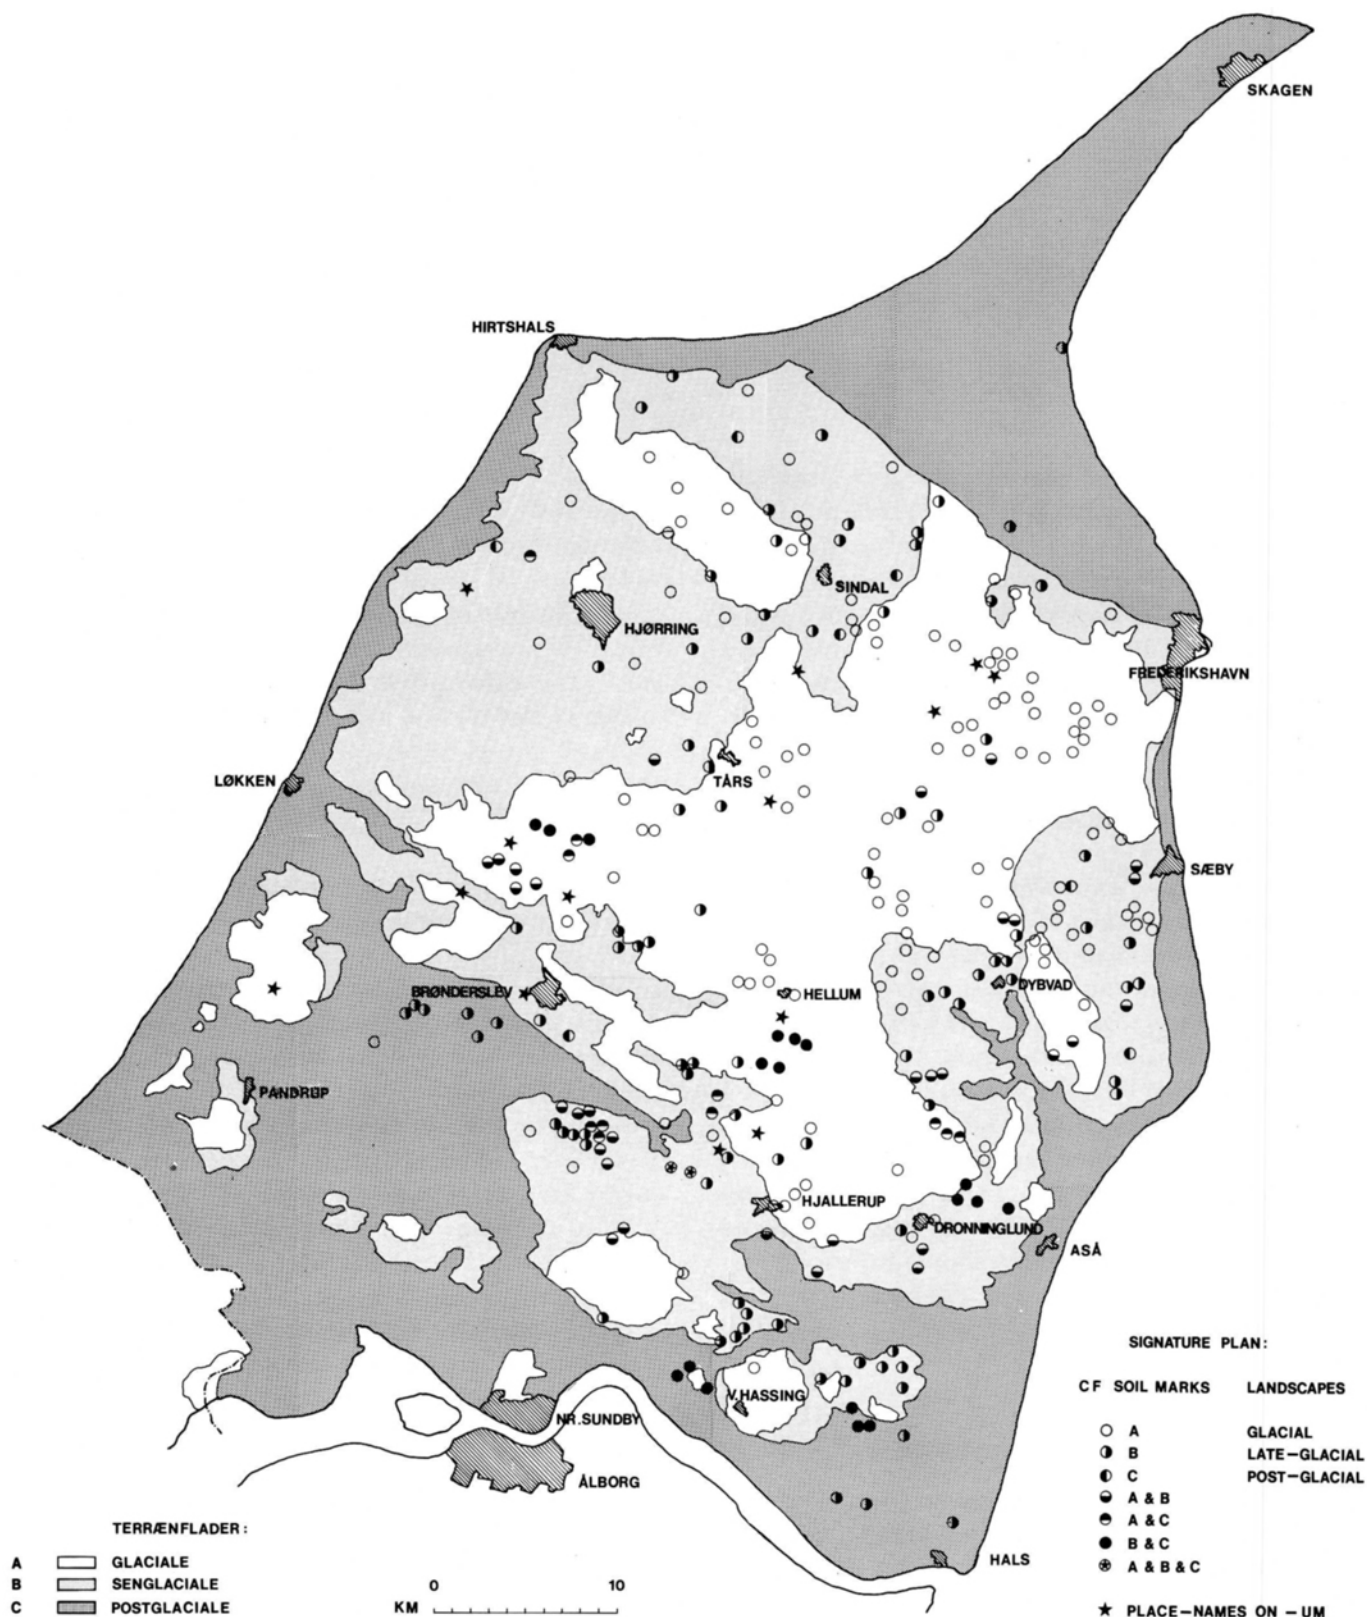 SKAGEN
HIRTSHALS
SINDAL
HJØRRING
FREDERIKSHAVN
LØKKEN
TÅRS
SÆBY
BRØNDERSLEV
HELLUM
DYBVAD
PANDRUP
HJALLERUP
DRONNINGLUND
ASÅ
V. HASSING
NR. SUNDBY
ÅLBORG
HALS
SIGNATURE PLAN:
CF SOIL MARKS LANDSCAPES
A GLACIAL
B LATE-GLACIAL
C POST-GLACIAL
A & B
A & C
B & C
A & B & C
PLACE-NAMES ON -UM
TERRÆNFLADER:
A GLACIALE
B SENGLACIALE
C POSTGLACIALE
0 10
KM